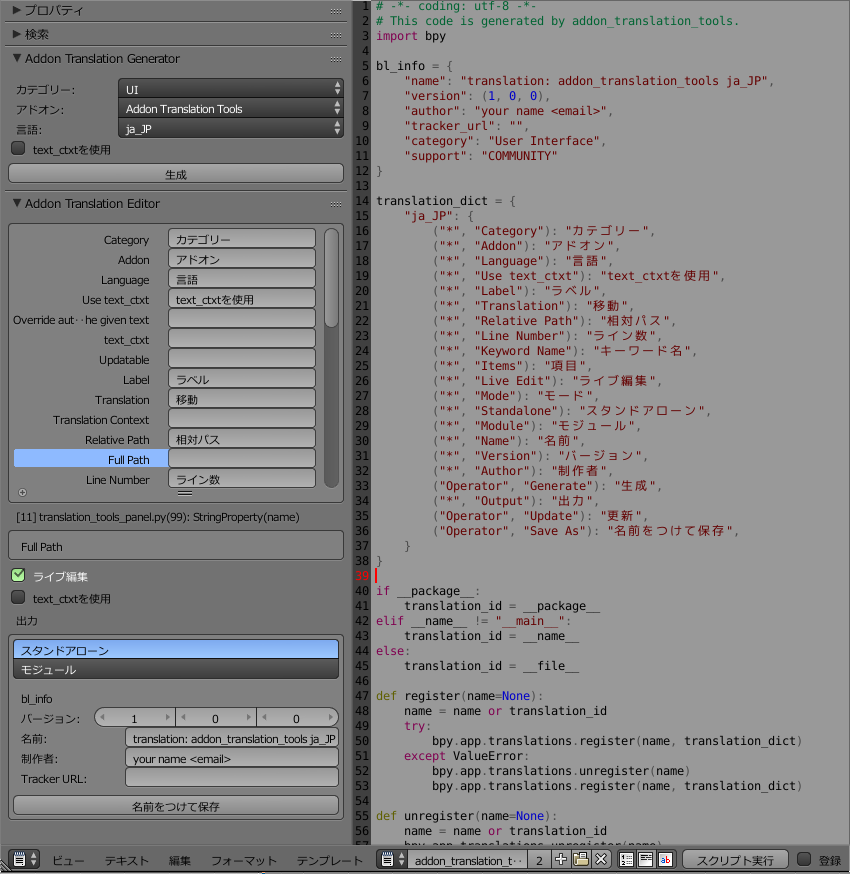 プロパティ
検索
Addon Translation Generator
カテゴリー: UI
アドオン: Addon Translation Tools
言語: ja_JP
text_ctxtを使用
生成
Addon Translation Editor
Category カテゴリー
Addon アドオン
Language 言語
Use text_ctxt text_ctxtを使用
Override aut··he given text
text_ctxt
Updatable
Label ラベル
Translation 移動
Translation Context
Relative Path 相対パス
Full Path
Line Number ライン数
[11] translation_tools_panel.py(99): StringProperty(name)
Full Path
ライブ編集
text_ctxtを使用
出力
スタンドアローン
モジュール
bl_info
バージョン: 1 0 0
名前: translation: addon_translation_tools ja_JP
制作者: your name <email>
Tracker URL:
名前をつけて保存
1 # -*- coding: utf-8 -*-
2 # This code is generated by addon_translation_tools.
3 import bpy
4
5 bl_info = {
6 "name": "translation: addon_translation_tools ja_JP",
7 "version": (1, 0, 0),
8 "author": "your name <email>",
9 "tracker_url": "",
10 "category": "User Interface",
11 "support": "COMMUNITY"
12 }
13
14 translation_dict = {
15 "ja_JP": {
16 ("*", "Category"): "カテゴリー",
17 ("*", "Addon"): "アドオン",
18 ("*", "Language"): "言語",
19 ("*", "Use text_ctxt"): "text_ctxtを使用",
20 ("*", "Label"): "ラベル",
21 ("*", "Translation"): "移動",
22 ("*", "Relative Path"): "相対パス",
23 ("*", "Line Number"): "ライン数",
24 ("*", "Keyword Name"): "キーワード名",
25 ("*", "Items"): "項目",
26 ("*", "Live Edit"): "ライブ編集",
27 ("*", "Mode"): "モード",
28 ("*", "Standalone"): "スタンドアローン",
29 ("*", "Module"): "モジュール",
30 ("*", "Name"): "名前",
31 ("*", "Version"): "バージョン",
32 ("*", "Author"): "制作者",
33 ("Operator", "Generate"): "生成",
34 ("*", "Output"): "出力",
35 ("Operator", "Update"): "更新",
36 ("Operator", "Save As"): "名前をつけて保存",
37 }
38 }
39
40 if __package__:
41 translation_id = __package__
42 elif __name__ != "__main__":
43 translation_id = __name__
44 else:
45 translation_id = __file__
46
47 def register(name=None):
48 name = name or translation_id
49 try:
50 bpy.app.translations.register(name, translation_dict)
51 except ValueError:
52 bpy.app.translations.unregister(name)
53 bpy.app.translations.register(name, translation_dict)
54
55 def unregister(name=None):
56 name = name or translation_id
57 bpy.app.translations.unregister(name)
ビュー テキスト 編集 フォーマット テンプレート addon_translation_t·· 2 スクリプト実行 登録